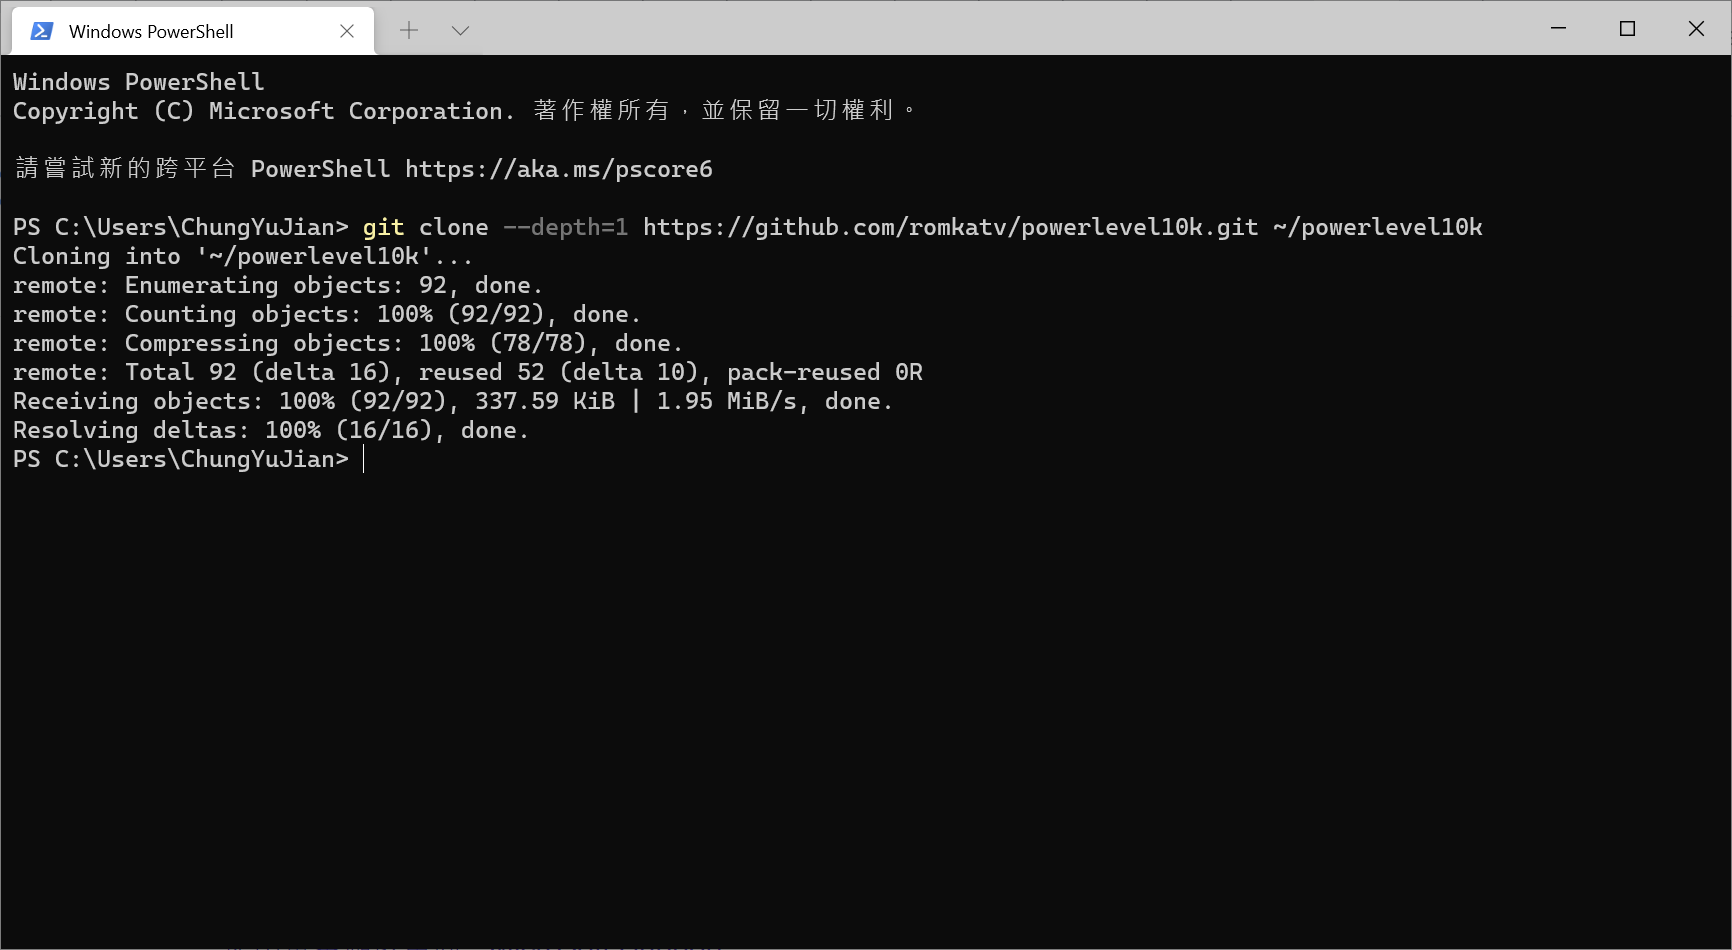 Windows PowerShell
Windows PowerShell
Copyright (C) Microsoft Corporation. 著作權所有，並保留一切權利。
請嘗試新的跨平台 PowerShell https://aka.ms/pscore6
PS C:\Users\ChungYuJian> git clone --depth=1 https://github.com/romkatv/powerlevel10k.git ~/powerlevel10k
Cloning into '~/powerlevel10k'...
remote: Enumerating objects: 92, done.
remote: Counting objects: 100% (92/92), done.
remote: Compressing objects: 100% (78/78), done.
remote: Total 92 (delta 16), reused 52 (delta 10), pack-reused 0R
Receiving objects: 100% (92/92), 337.59 KiB | 1.95 MiB/s, done.
Resolving deltas: 100% (16/16), done.
PS C:\Users\ChungYuJian>